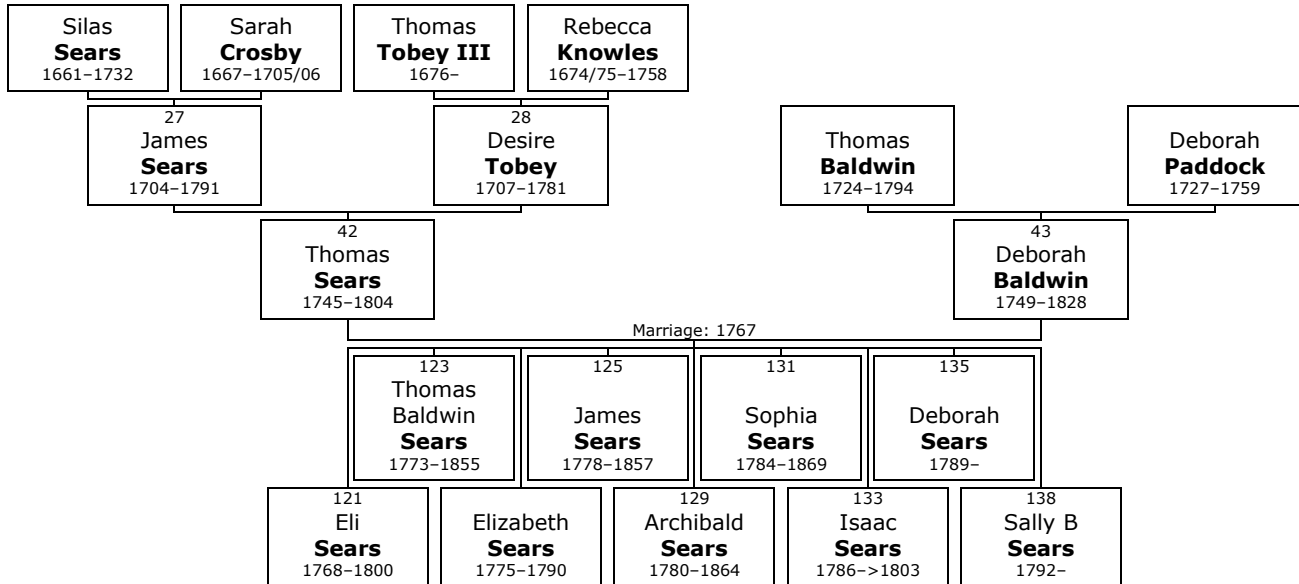 Silas
Sears
1661–1732
Sarah
Crosby
1667–1705/06
Thomas
Tobey III
1676–
Rebecca
Knowles
1674/75–1758
27
James
Sears
1704–1791
28
Desire
Tobey
1707–1781
Thomas
Baldwin
1724–1794
Deborah
Paddock
1727–1759
42
Thomas
Sears
1745–1804
43
Deborah
Baldwin
1749–1828
Marriage: 1767
123
Thomas
Baldwin
Sears
1773–1855
125
James
Sears
1778–1857
131
Sophia
Sears
1784–1869
135
Deborah
Sears
1789–
121
Eli
Sears
1768–1800
Elizabeth
Sears
1775–1790
129
Archibald
Sears
1780–1864
133
Isaac
Sears
1786–>1803
138
Sally B
Sears
1792–